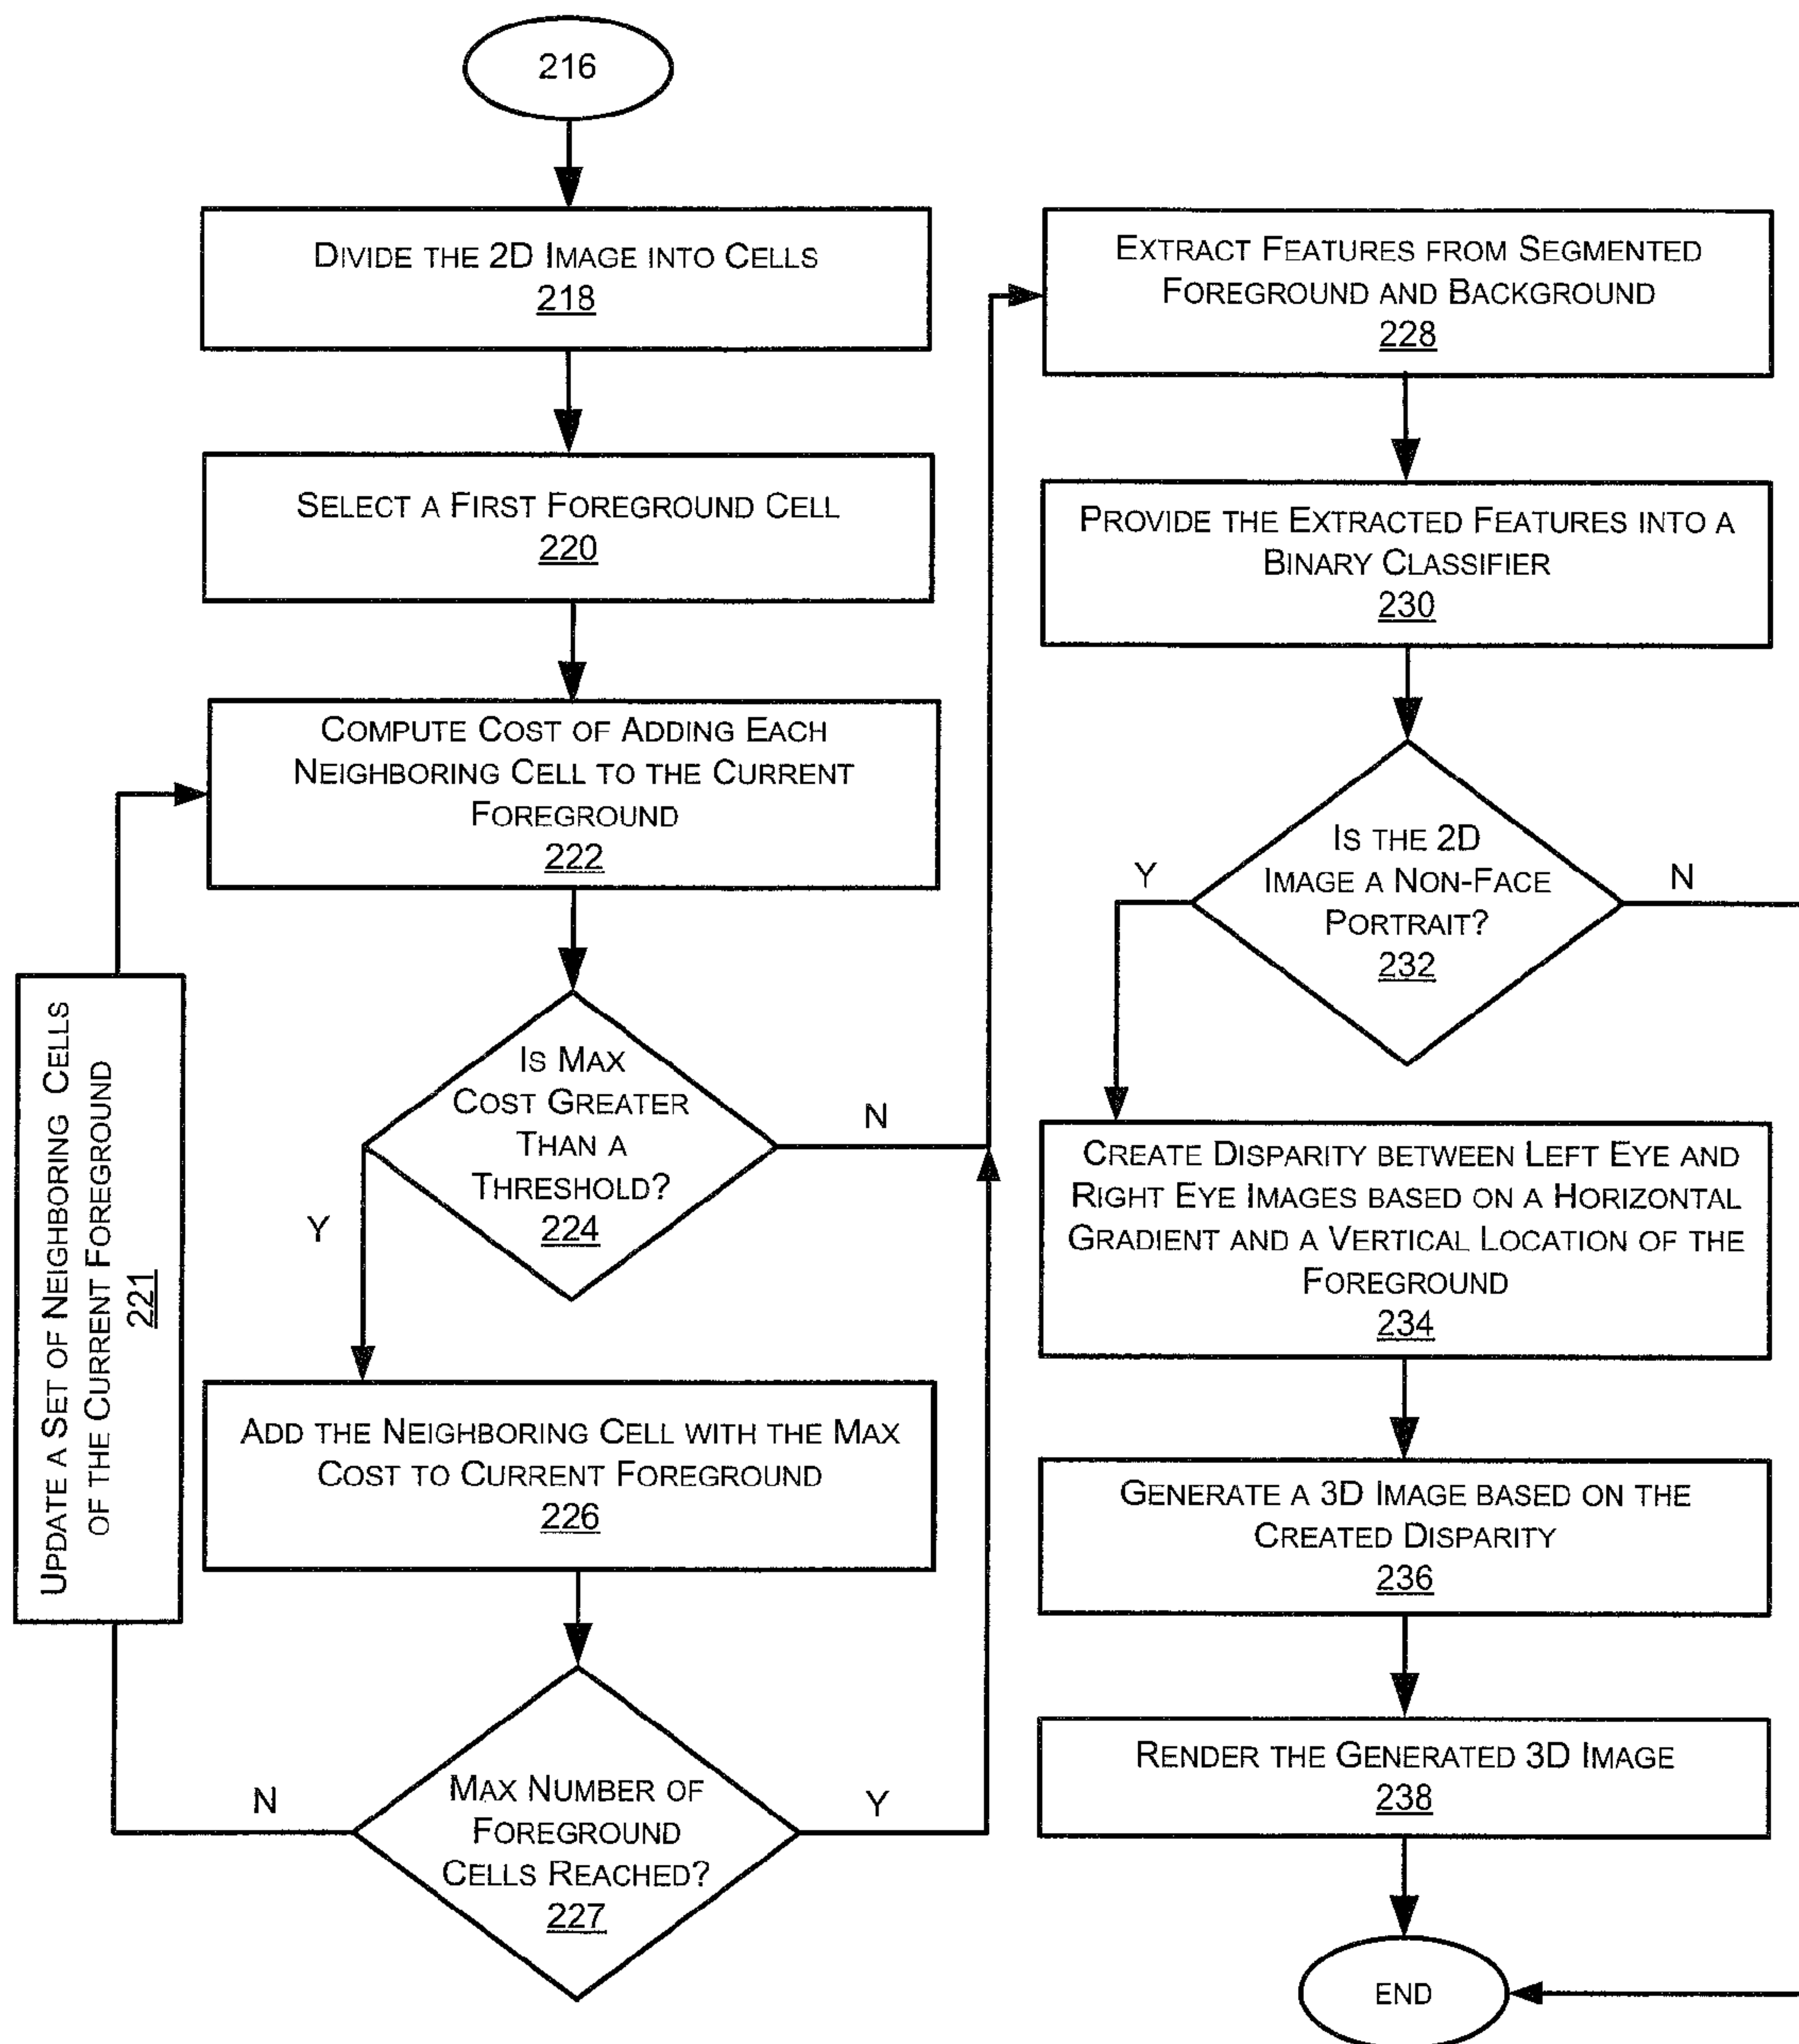 216
DIVIDE THE 2D IMAGE INTO CELLS
218
SELECT A FIRST FOREGROUND CELL
220
COMPUTE COST OF ADDING EACH
NEIGHBORING CELL TO THE CURRENT
FOREGROUND
222
UPDATE A SET OF NEIGHBORING CELLS
OF THE CURRENT FOREGROUND
221
IS MAX
COST GREATER
THAN A
THRESHOLD?
224
N
Y
ADD THE NEIGHBORING CELL WITH THE MAX
COST TO CURRENT FOREGROUND
226
MAX NUMBER OF
FOREGROUND
CELLS REACHED?
227
N
Y
EXTRACT FEATURES FROM SEGMENTED
FOREGROUND AND BACKGROUND
228
PROVIDE THE EXTRACTED FEATURES INTO A
BINARY CLASSIFIER
230
IS THE 2D
IMAGE A NON-FACE
PORTRAIT?
232
Y
N
CREATE DISPARITY BETWEEN LEFT EYE AND
RIGHT EYE IMAGES BASED ON A HORIZONTAL
GRADIENT AND A VERTICAL LOCATION OF THE
FOREGROUND
234
GENERATE A 3D IMAGE BASED ON THE
CREATED DISPARITY
236
RENDER THE GENERATED 3D IMAGE
238
END